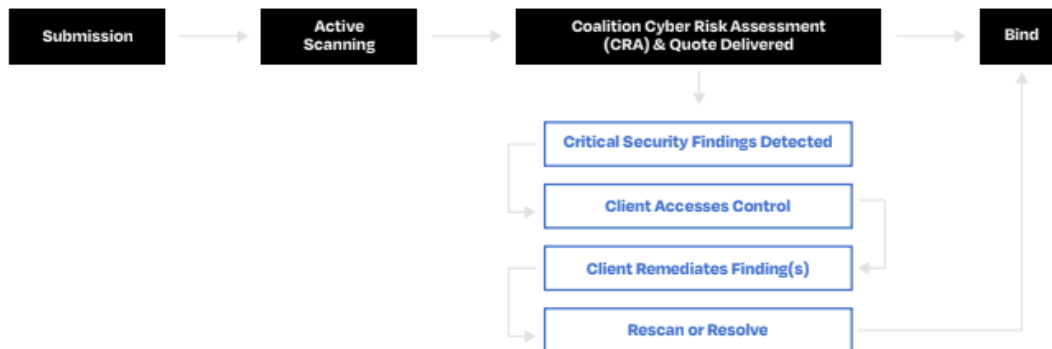 Submission
Active
Scanning
Coalition Cyber Risk Assessment
(CRA) & Quote Delivered
Bind
Critical Security Findings Detected
Client Accesses Control
Client Remediates Finding(s)
Rescan or Resolve